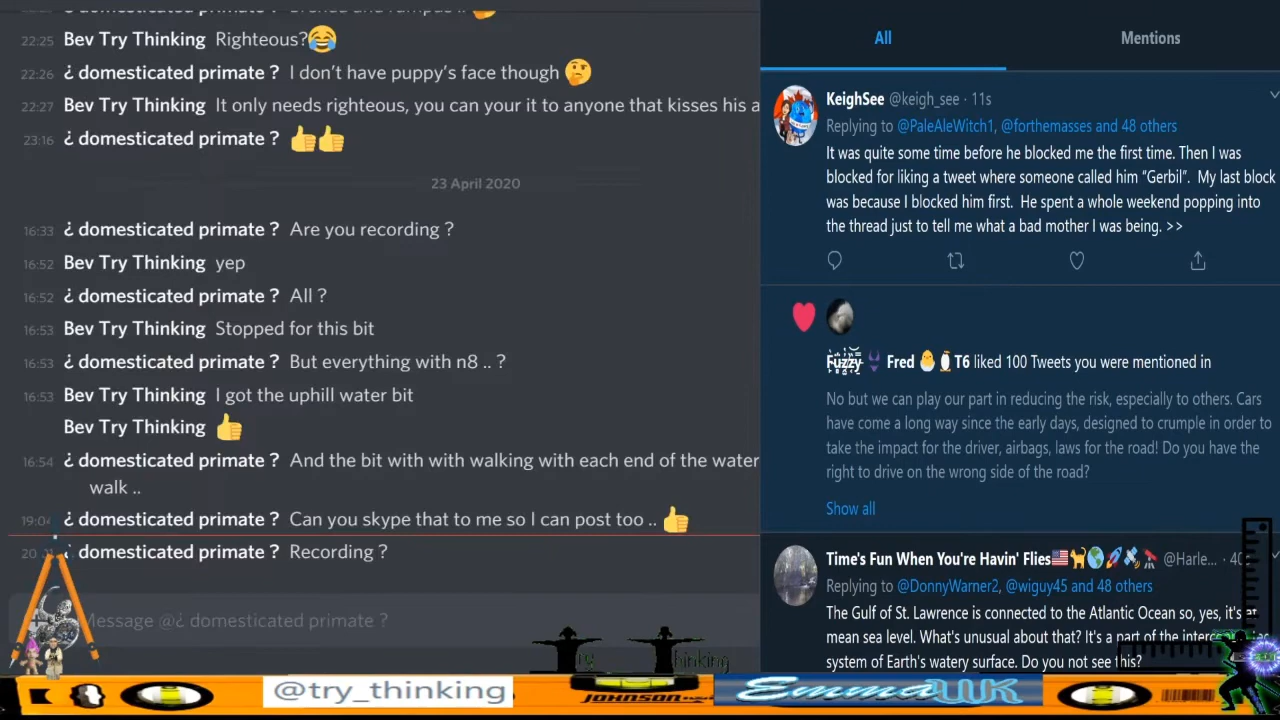 22:25 Bev Try Thinking Righteous?😂
22:26 ¿ domesticated primate ? I don't have puppy's face though 🤔
22:27 Bev Try Thinking It only needs righteous, you can your it to anyone that kisses his a
23:16 ¿ domesticated primate ? 👍👍
23 April 2020
16:33 ¿ domesticated primate ? Are you recording ?
16:52 Bev Try Thinking yep
16:52 ¿ domesticated primate ? All ?
16:53 Bev Try Thinking Stopped for this bit
16:53 ¿ domesticated primate ? But everything with n8 .. ?
16:53 Bev Try Thinking I got the uphill water bit
Bev Try Thinking 👍
16:54 ¿ domesticated primate ? And the bit with with walking with each end of the water
walk ..
19:04 ¿ domesticated primate ? Can you skype that to me so I can post too .. 👍
¿ domesticated primate ? Recording ?
Message @¿ domesticated primate ?
All Mentions
KeighSee @keigh_see · 11s
Replying to @PaleAleWitch1, @forthemasses and 48 others
It was quite some time before he blocked me the first time. Then I was
blocked for liking a tweet where someone called him “Gerbil”. My last block
was because I blocked him first. He spent a whole weekend popping into
the thread just to tell me what a bad mother I was being. >>
Fuzzy Fred 🐥🐧T6 liked 100 Tweets you were mentioned in
No but we can play our part in reducing the risk, especially to others. Cars
have come a long way since the early days, designed to crumple in order to
take the impact for the driver, airbags, laws for the road! Do you have the
right to drive on the wrong side of the road?
Show all
Time's Fun When You're Havin' Flies🇺🇸🐈🌎🚀🛰🔭 @Harle... · 40s
Replying to @DonnyWarner2, @wiguy45 and 48 others
The Gulf of St. Lawrence is connected to the Atlantic Ocean so, yes, it's at
mean sea level. What's unusual about that? It's a part of the
system of Earth's watery surface. Do you not see this?
Try Thinking
@try_thinking
JOHNSON
EmmaUK